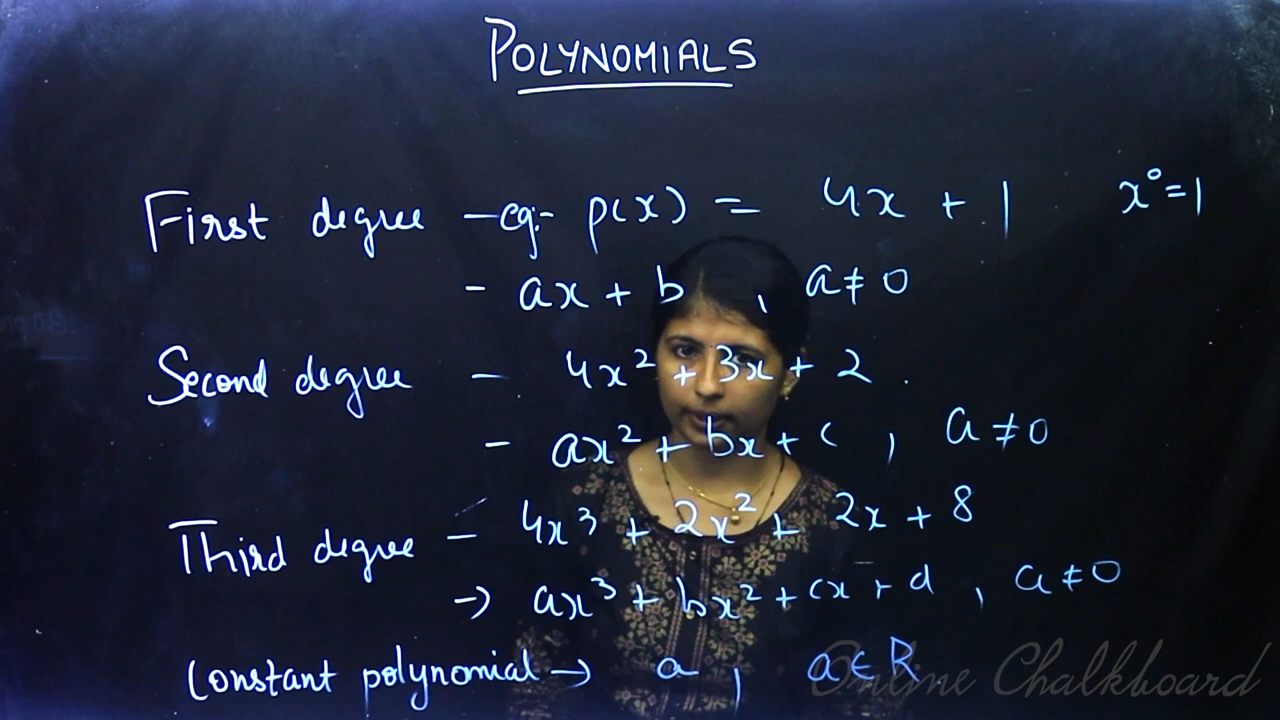 POLYNOMIALS
First degree – eg:- p(x) = 4x + 1 x⁰=1
- ax + b , a≠0
Second degree – 4x² + 3x + 2 .
– ax² + bx + c , a ≠ 0
Third degree – 4x³ + 2x² + 2x + 8
→ ax³ + bx² + cx + d , a ≠ 0
Constant polynomial → a , a ∈ R
Online Chalkboard